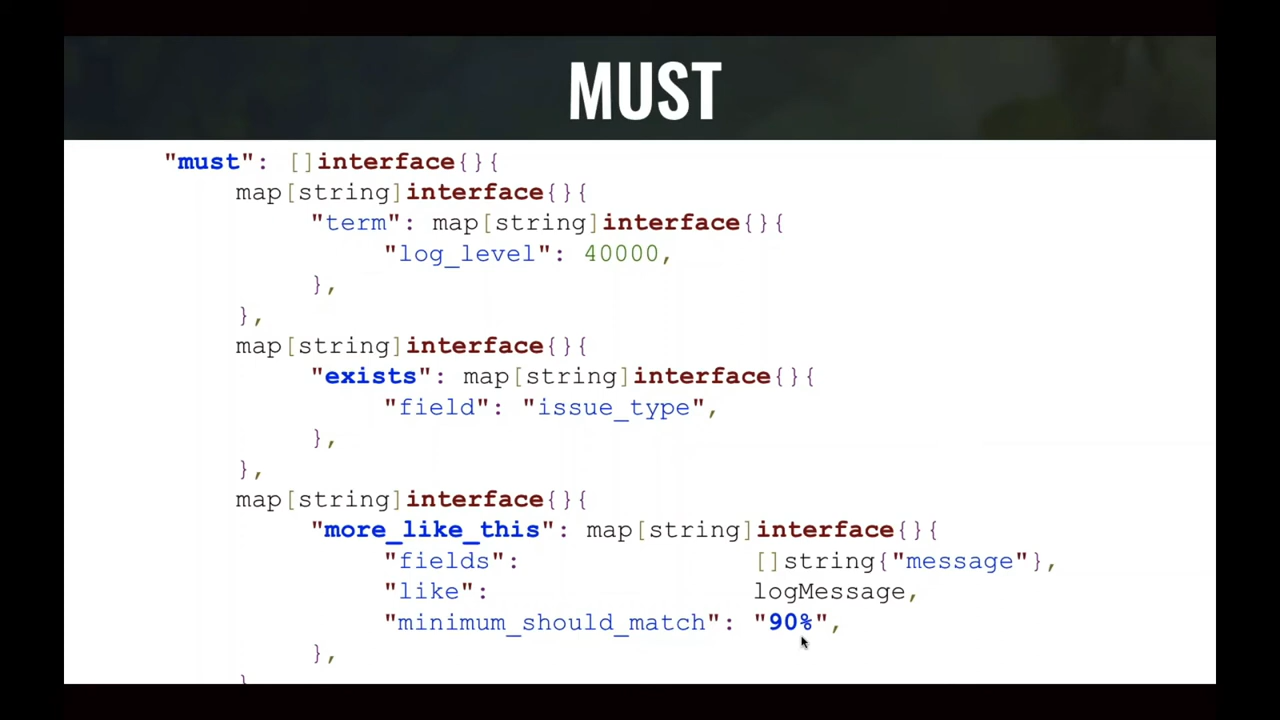 MUST
"must": []interface{}{
map[string]interface{}{
"term": map[string]interface{}{
"log_level": 40000,
},
},
map[string]interface{}{
"exists": map[string]interface{}{
"field": "issue_type",
},
},
map[string]interface{}{
"more_like_this": map[string]interface{}{
"fields": []string{"message"},
"like": logMessage,
"minimum_should_match": "90%",
},
}